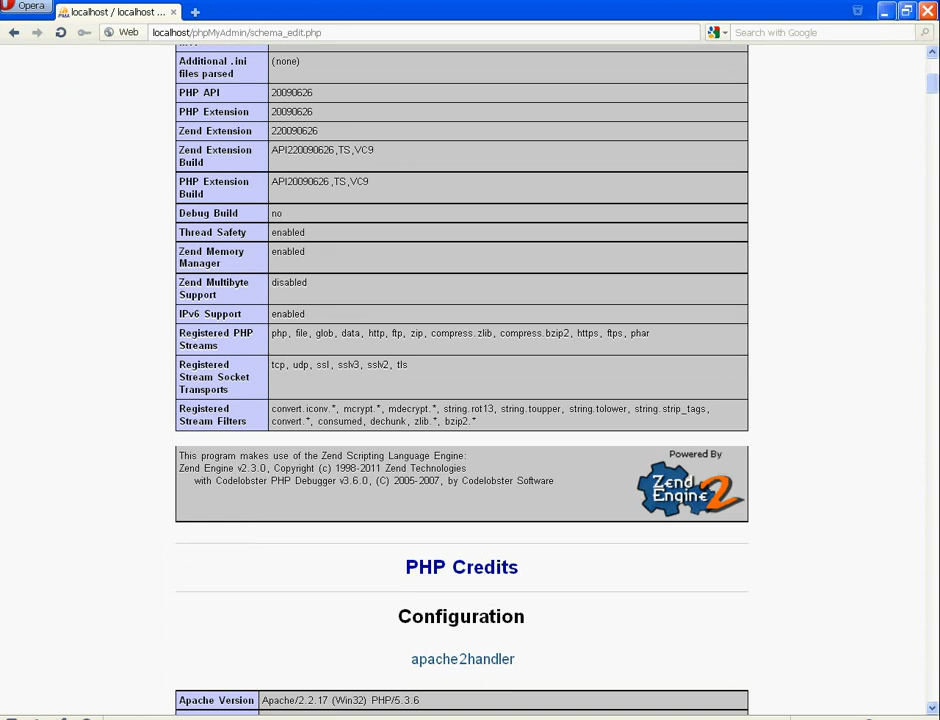 Opera
localhost / localhost ...
Web
localhost/phpMyAdmin/schema_edit.php
Search with Google
Additional .ini
files parsed
(none)
PHP API
20090626
PHP Extension
20090626
Zend Extension
220090626
Zend Extension
Build
API220090626,TS,VC9
PHP Extension
Build
API20090626,TS,VC9
Debug Build
no
Thread Safety
enabled
Zend Memory
Manager
enabled
Zend Multibyte
Support
disabled
IPv6 Support
enabled
Registered PHP
Streams
php, file, glob, data, http, ftp, zip, compress.zlib, compress.bzip2, https, ftps, phar
Registered
Stream Socket
Transports
tcp, udp, ssl, sslv3, sslv2, tls
Registered
Stream Filters
convert.iconv.*, mcrypt.*, mdecrypt.*, string.rot13, string.toupper, string.tolower, string.strip_tags,
convert.*, consumed, dechunk, zlib.*, bzip2.*
This program makes use of the Zend Scripting Language Engine:
Zend Engine v2.3.0, Copyright (c) 1998-2011 Zend Technologies
with Codelobster PHP Debugger v3.6.0, (C) 2005-2007, by Codelobster Software
Powered By
Zend
Engine 2
PHP Credits
Configuration
apache2handler
Apache Version
Apache/2.2.17 (Win32) PHP/5.3.6